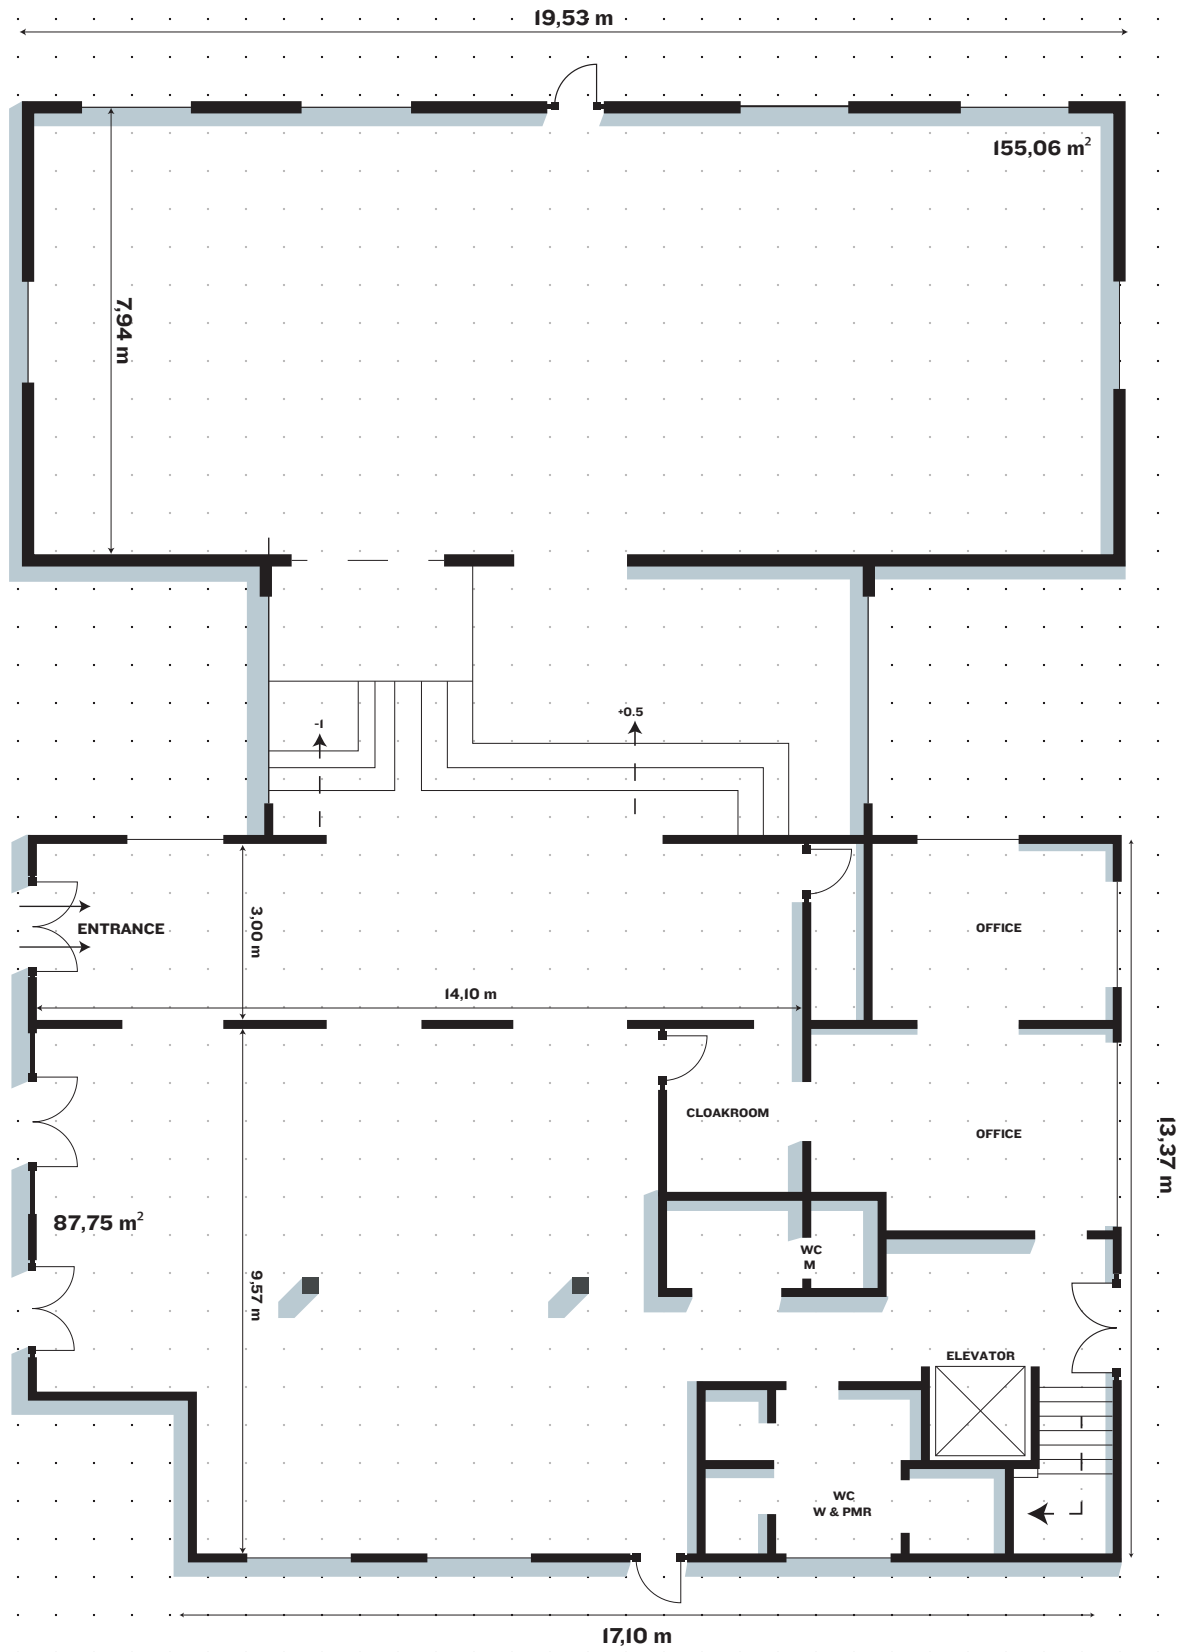 19,53 m
155,06 m²
7,94 m
-1
+0.5
ENTRANCE
3,00 m
OFFICE
14,10 m
CLOAKROOM
OFFICE
13,37 m
87,75 m²
WC
M
9,57 m
ELEVATOR
WC
W & PMR
17,10 m